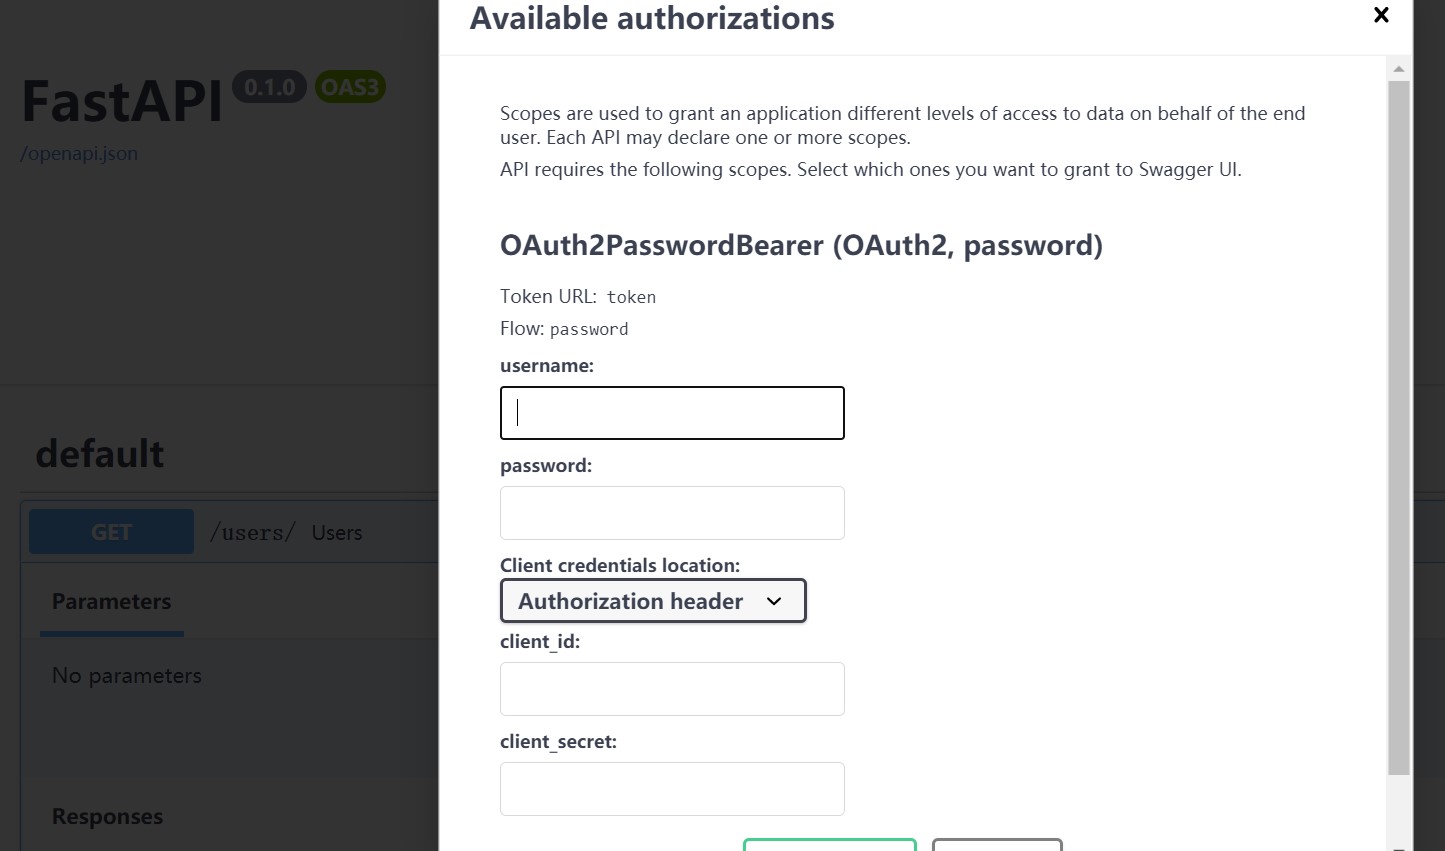 Available authorizations
FastAPI 0.1.0 OAS3
/openapi.json
Scopes are used to grant an application different levels of access to data on behalf of the end
user. Each API may declare one or more scopes.
API requires the following scopes. Select which ones you want to grant to Swagger UI.
OAuth2PasswordBearer (OAuth2, password)
Token URL: token
Flow: password
username:
password:
Client credentials location:
Authorization header
client_id:
client_secret:
default
GET /users/ Users
Parameters
No parameters
Responses